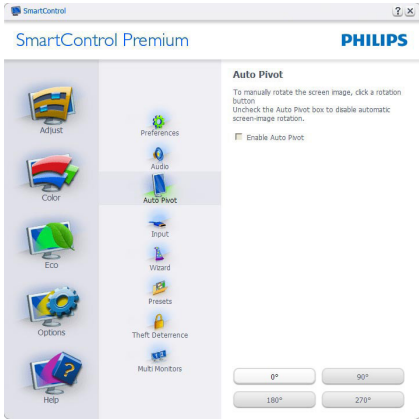 SmartControl
SmartControl Premium
PHILIPS
Adjust
Color
Eco
Options
Help
Preferences
Audio
Auto Pivot
Input
Wizard
Presets
Theft Deterrence
Multi Monitors
Auto Pivot
To manually rotate the screen image, click a rotation
button
Uncheck the Auto Pivot box to disable automatic
screen-image rotation.
Enable Auto Pivot
0°
90°
180°
270°